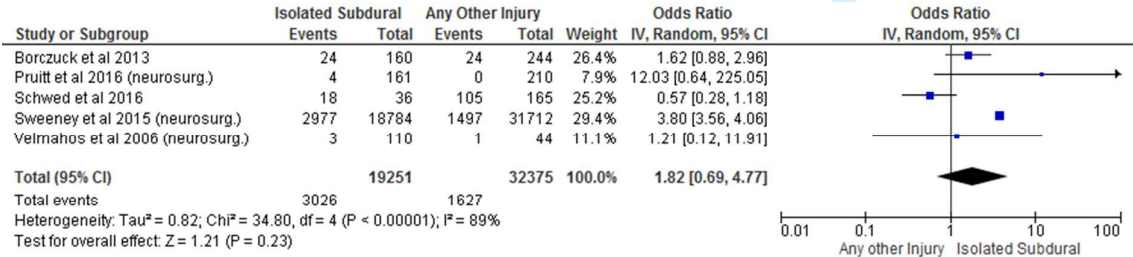 Isolated Subdural Any Other Injury Odds Ratio Odds Ratio
Study or Subgroup Events Total Events Total Weight IV, Random, 95% CI IV, Random, 95% CI
Borczuck et al 2013 24 160 24 244 26.4% 1.62 [0.88, 2.96]
Pruitt et al 2016 (neurosurg.) 4 161 0 210 7.9% 12.03 [0.64, 225.05]
Schwed et al 2016 18 36 105 165 25.2% 0.57 [0.28, 1.18]
Sweeney et al 2015 (neurosurg.) 2977 18784 1497 31712 29.4% 3.80 [3.56, 4.06]
Velmahos et al 2006 (neurosurg.) 3 110 1 44 11.1% 1.21 [0.12, 11.91]
Total (95% CI) 19251 32375 100.0% 1.82 [0.69, 4.77]
Total events 3026 1627
Heterogeneity: Tau² = 0.82; Chi² = 34.80, df = 4 (P < 0.00001); I² = 89%
Test for overall effect: Z = 1.21 (P = 0.23)
0.01 0.1 1 10 100
Any other Injury Isolated Subdural